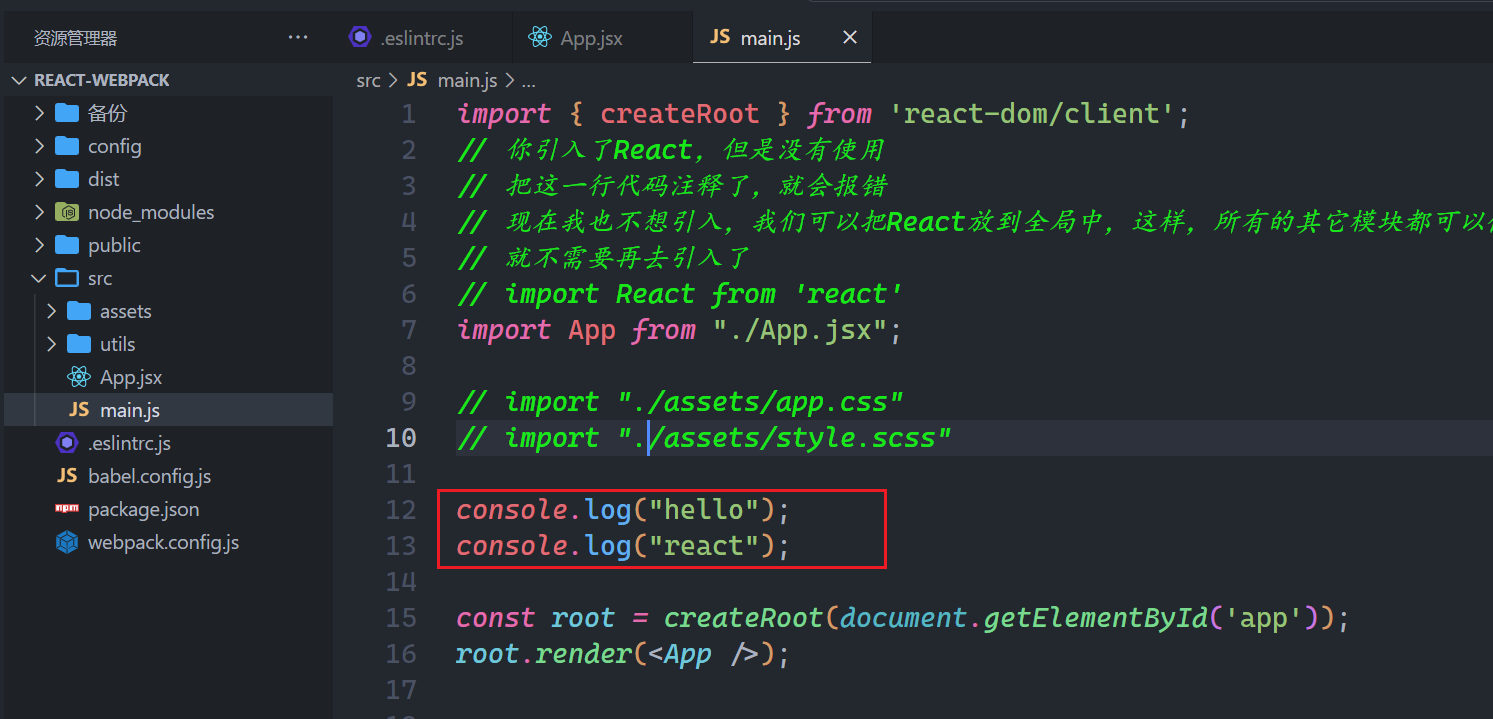 资源管理器 ···
.eslintrc.js App.jsx JS main.js
REACT-WEBPACK
备份
config
dist
node_modules
public
src
assets
utils
App.jsx
JS main.js
.eslintrc.js
JS babel.config.js
npm package.json
webpack.config.js
src > JS main.js > ...
1 import { createRoot } from 'react-dom/client';
2 // 你引入了React，但是没有使用
3 // 把这一行代码注释了，就会报错
4 // 现在我也不想引入，我们可以把React放到全局中，这样，所有的其它模块都可以
5 // 就不需要再去引入了
6 // import React from 'react'
7 import App from "./App.jsx";
8
9 // import "./assets/app.css"
10 // import "./assets/style.scss"
11
12 console.log("hello");
13 console.log("react");
14
15 const root = createRoot(document.getElementById('app'));
16 root.render(<App />);
17